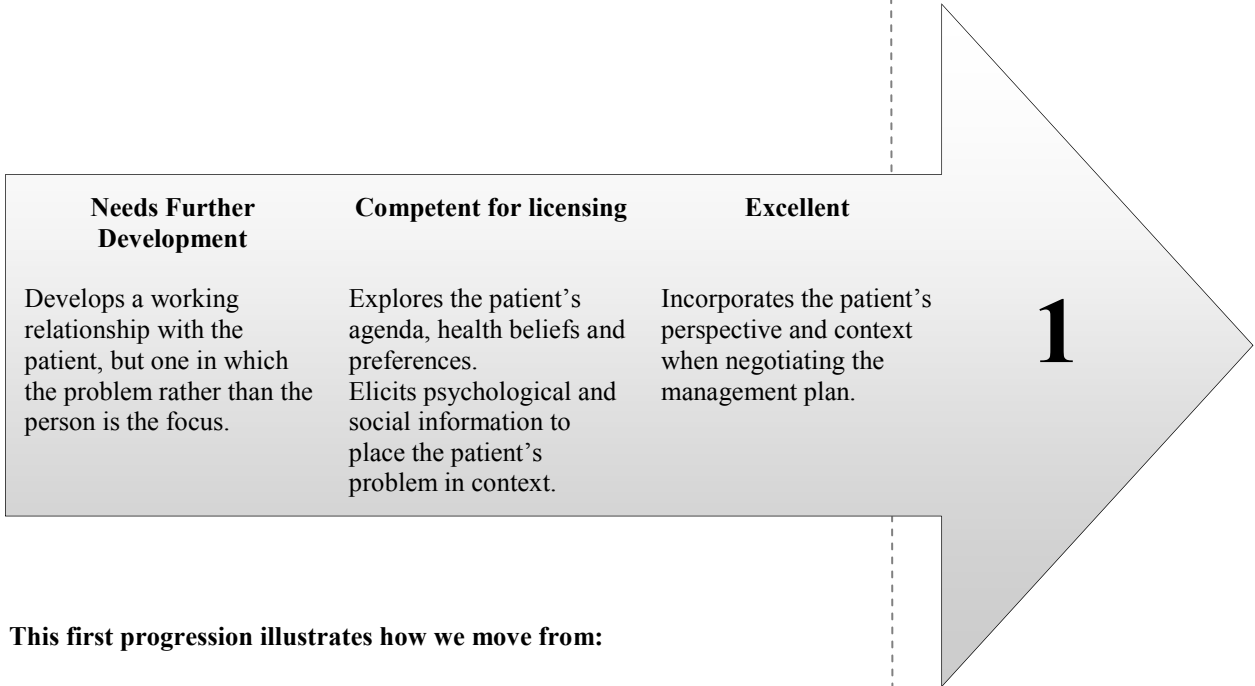 Needs Further
Development
Develops a working
relationship with the
patient, but one in which
the problem rather than the
person is the focus.
Competent for licensing
Explores the patient’s
agenda, health beliefs and
preferences.
Elicits psychological and
social information to
place the patient’s
problem in context.
Excellent
Incorporates the patient’s
perspective and context
when negotiating the
management plan.
1
This first progression illustrates how we move from: